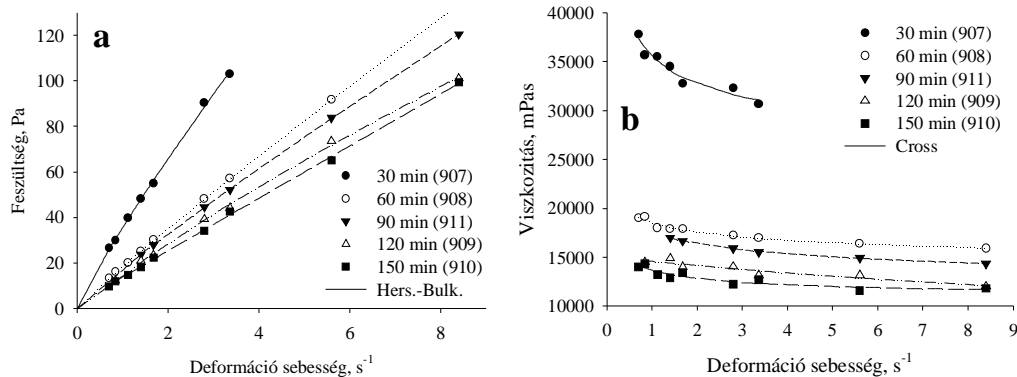 a
Feszültség, Pa
120
100
80
60
40
20
0
30 min (907)
60 min (908)
90 min (911)
120 min (909)
150 min (910)
Hers.-Bulk.
0 2 4 6 8
Deformáció sebesség, s-1
b
Viszkozitás, mPas
40000
35000
30000
25000
20000
15000
10000
30 min (907)
60 min (908)
90 min (911)
120 min (909)
150 min (910)
Cross
0 1 2 3 4 5 6 7 8 9
Deformáció sebesség, s-1